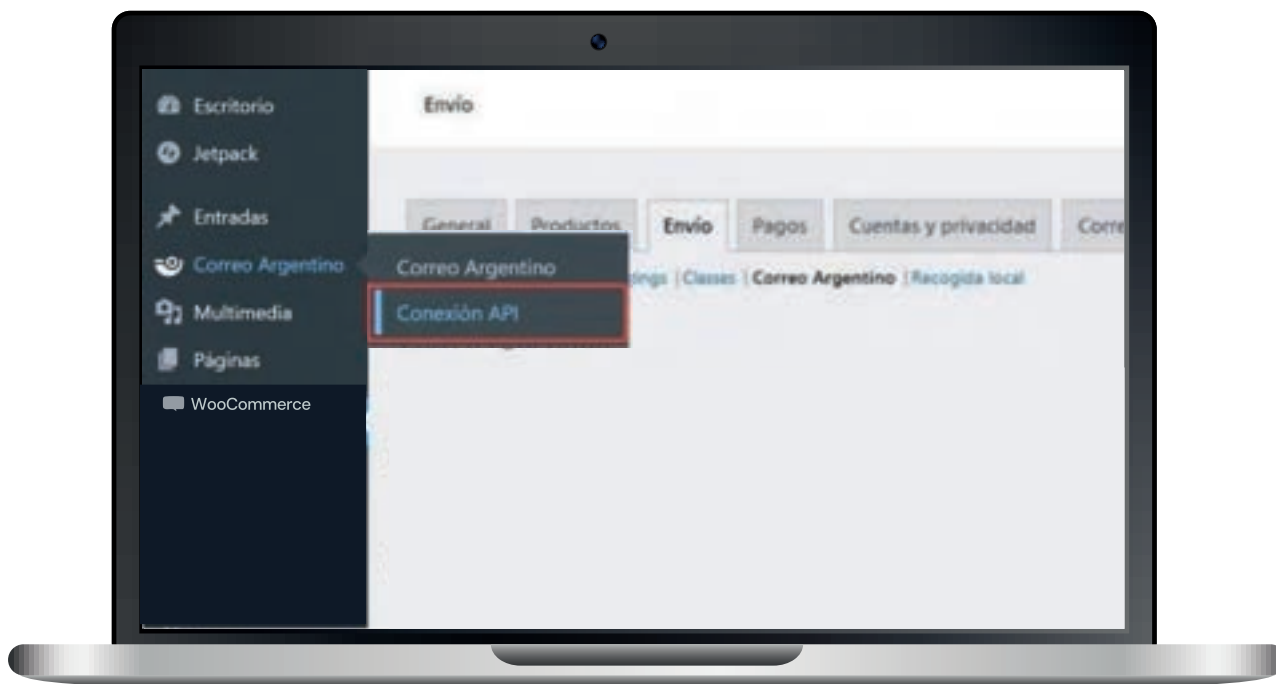 Escritorio
Jetpack
Entradas
Correo Argentino
Multimedia
Páginas
WooCommerce
Correo Argentino
Conexión API
Envío
General Productos Envío Pagos Cuentas y privacidad
Classes | Correo Argentino | Recogida local